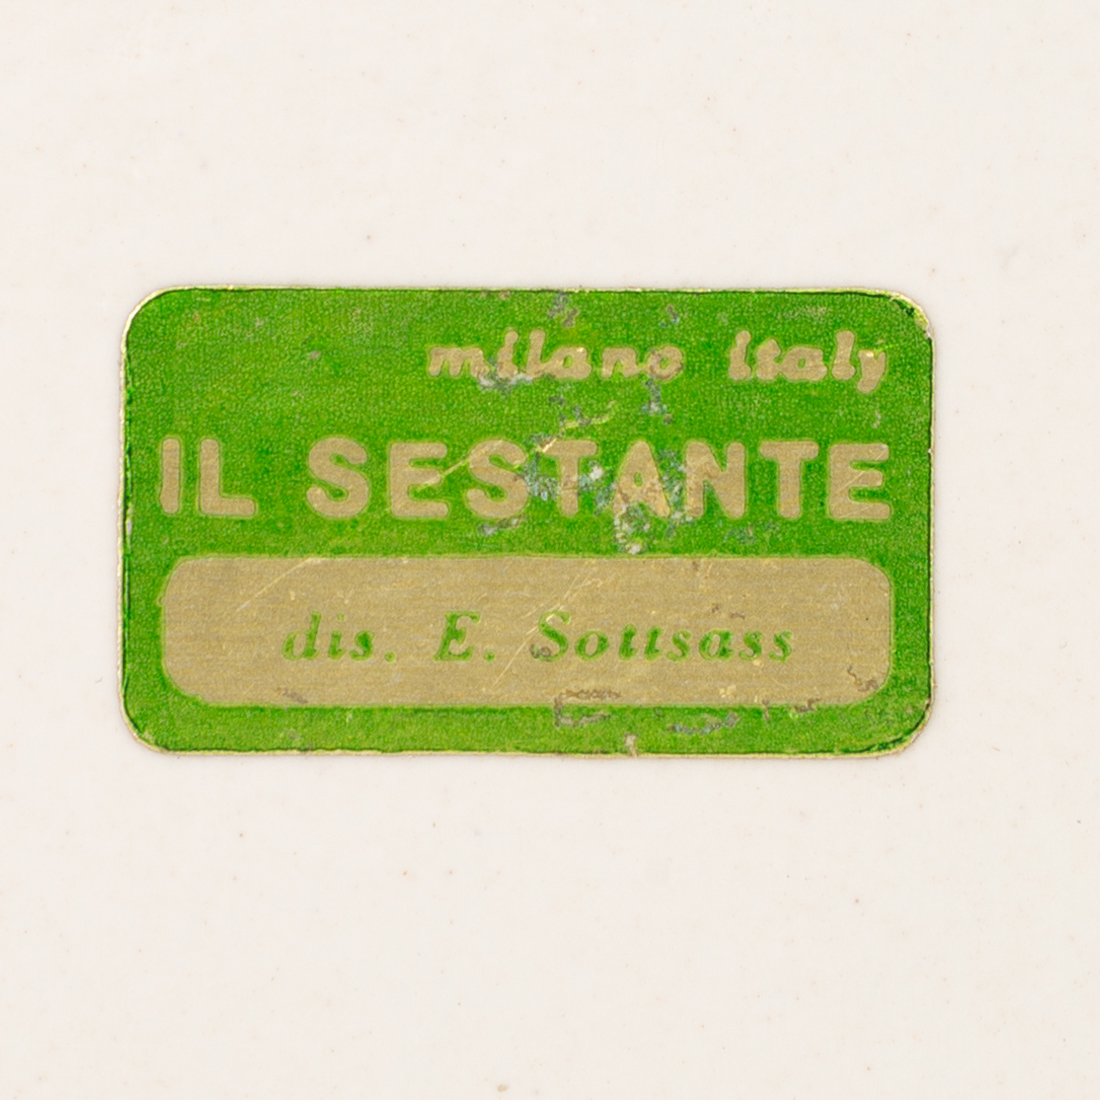 milano italy
IL SESTANTE
dis. E. Sottsass